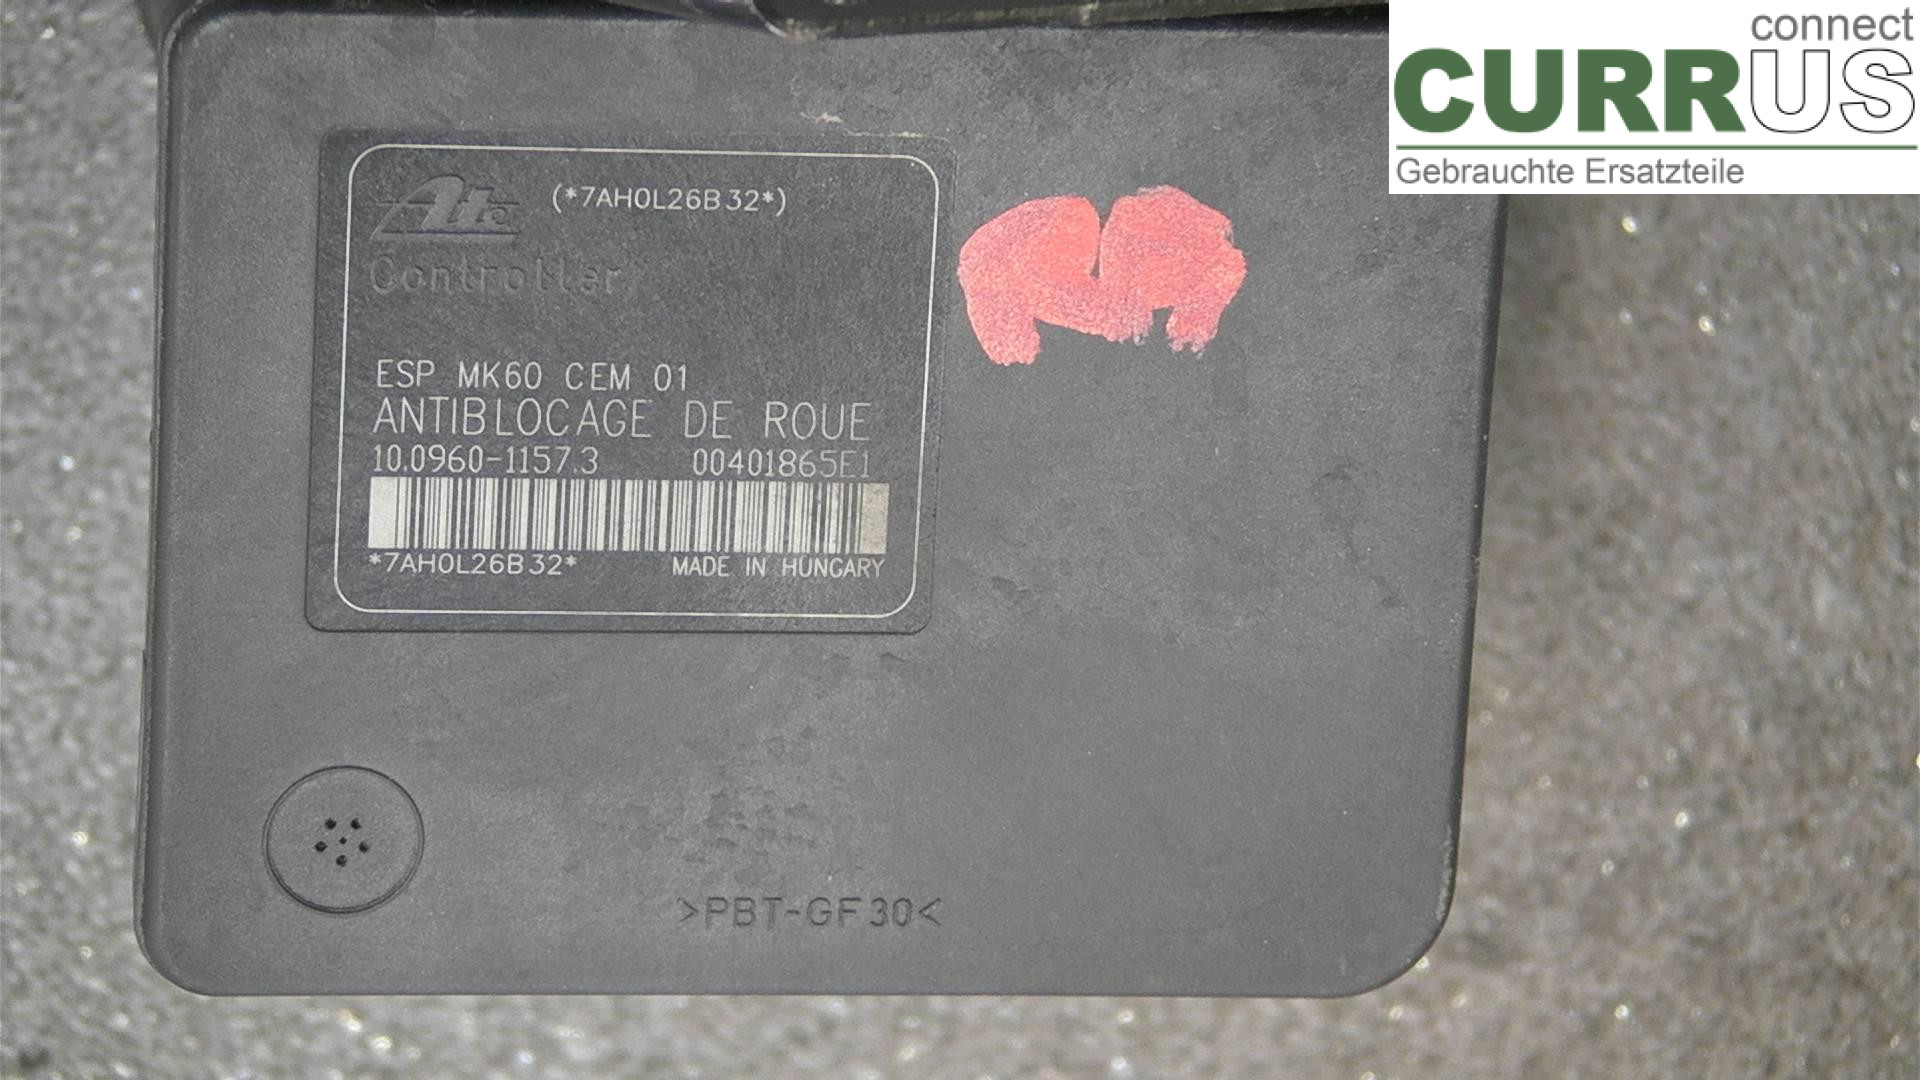 connect
CURRUS
Gebrauchte Ersatzteile
Ate (*7AH0L26B32*)
Controller
ESP MK60 CEM 01
ANTIBLOCAGE DE ROUE
10.0960-1157.3 00401865E1
*7AH0L26B32* MADE IN HUNGARY
>PBT-GF30<